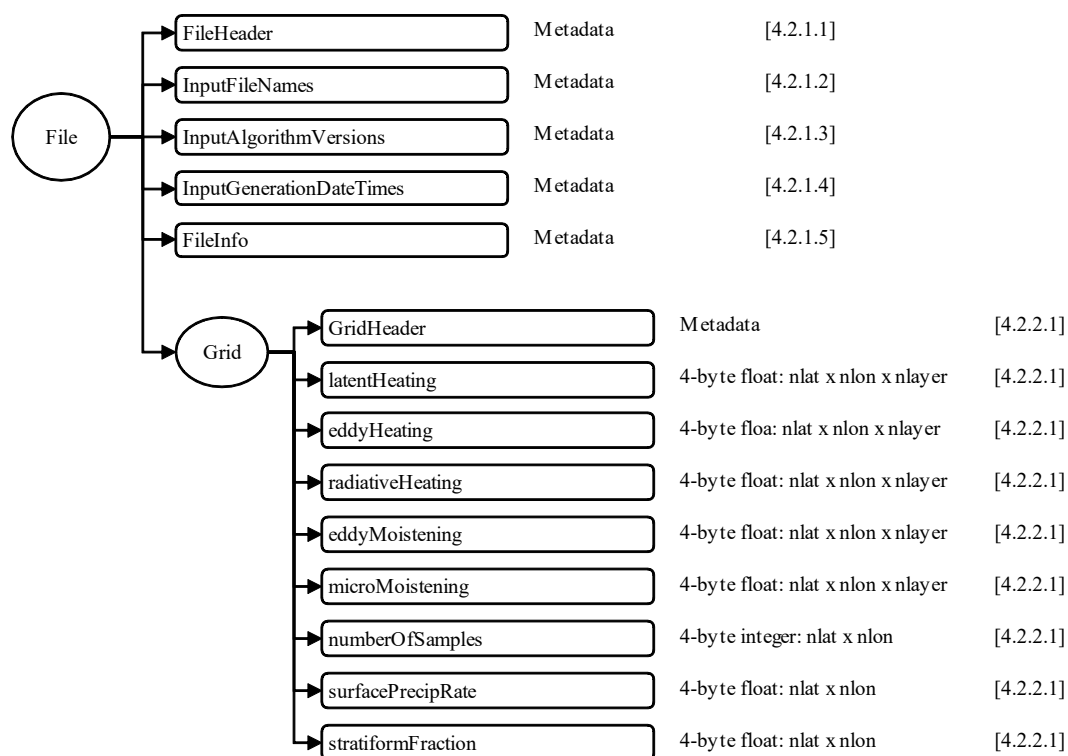 FileHeader Metadata [4.2.1.1]
InputFileNames Metadata [4.2.1.2]
File
InputAlgorithmVersions Metadata [4.2.1.3]
InputGenerationDateTimes Metadata [4.2.1.4]
FileInfo Metadata [4.2.1.5]
Grid
GridHeader Metadata [4.2.2.1]
latentHeating 4-byte float: nlat x nlon x nlayer [4.2.2.1]
eddyHeating 4-byte floa: nlat x nlon x nlayer [4.2.2.1]
radiativeHeating 4-byte float: nlat x nlon x nlayer [4.2.2.1]
eddyMoistening 4-byte float: nlat x nlon x nlayer [4.2.2.1]
microMoistening 4-byte float: nlat x nlon x nlayer [4.2.2.1]
numberOfSamples 4-byte integer: nlat x nlon [4.2.2.1]
surfacePrecipRate 4-byte float: nlat x nlon [4.2.2.1]
stratiformFraction 4-byte float: nlat x nlon [4.2.2.1]